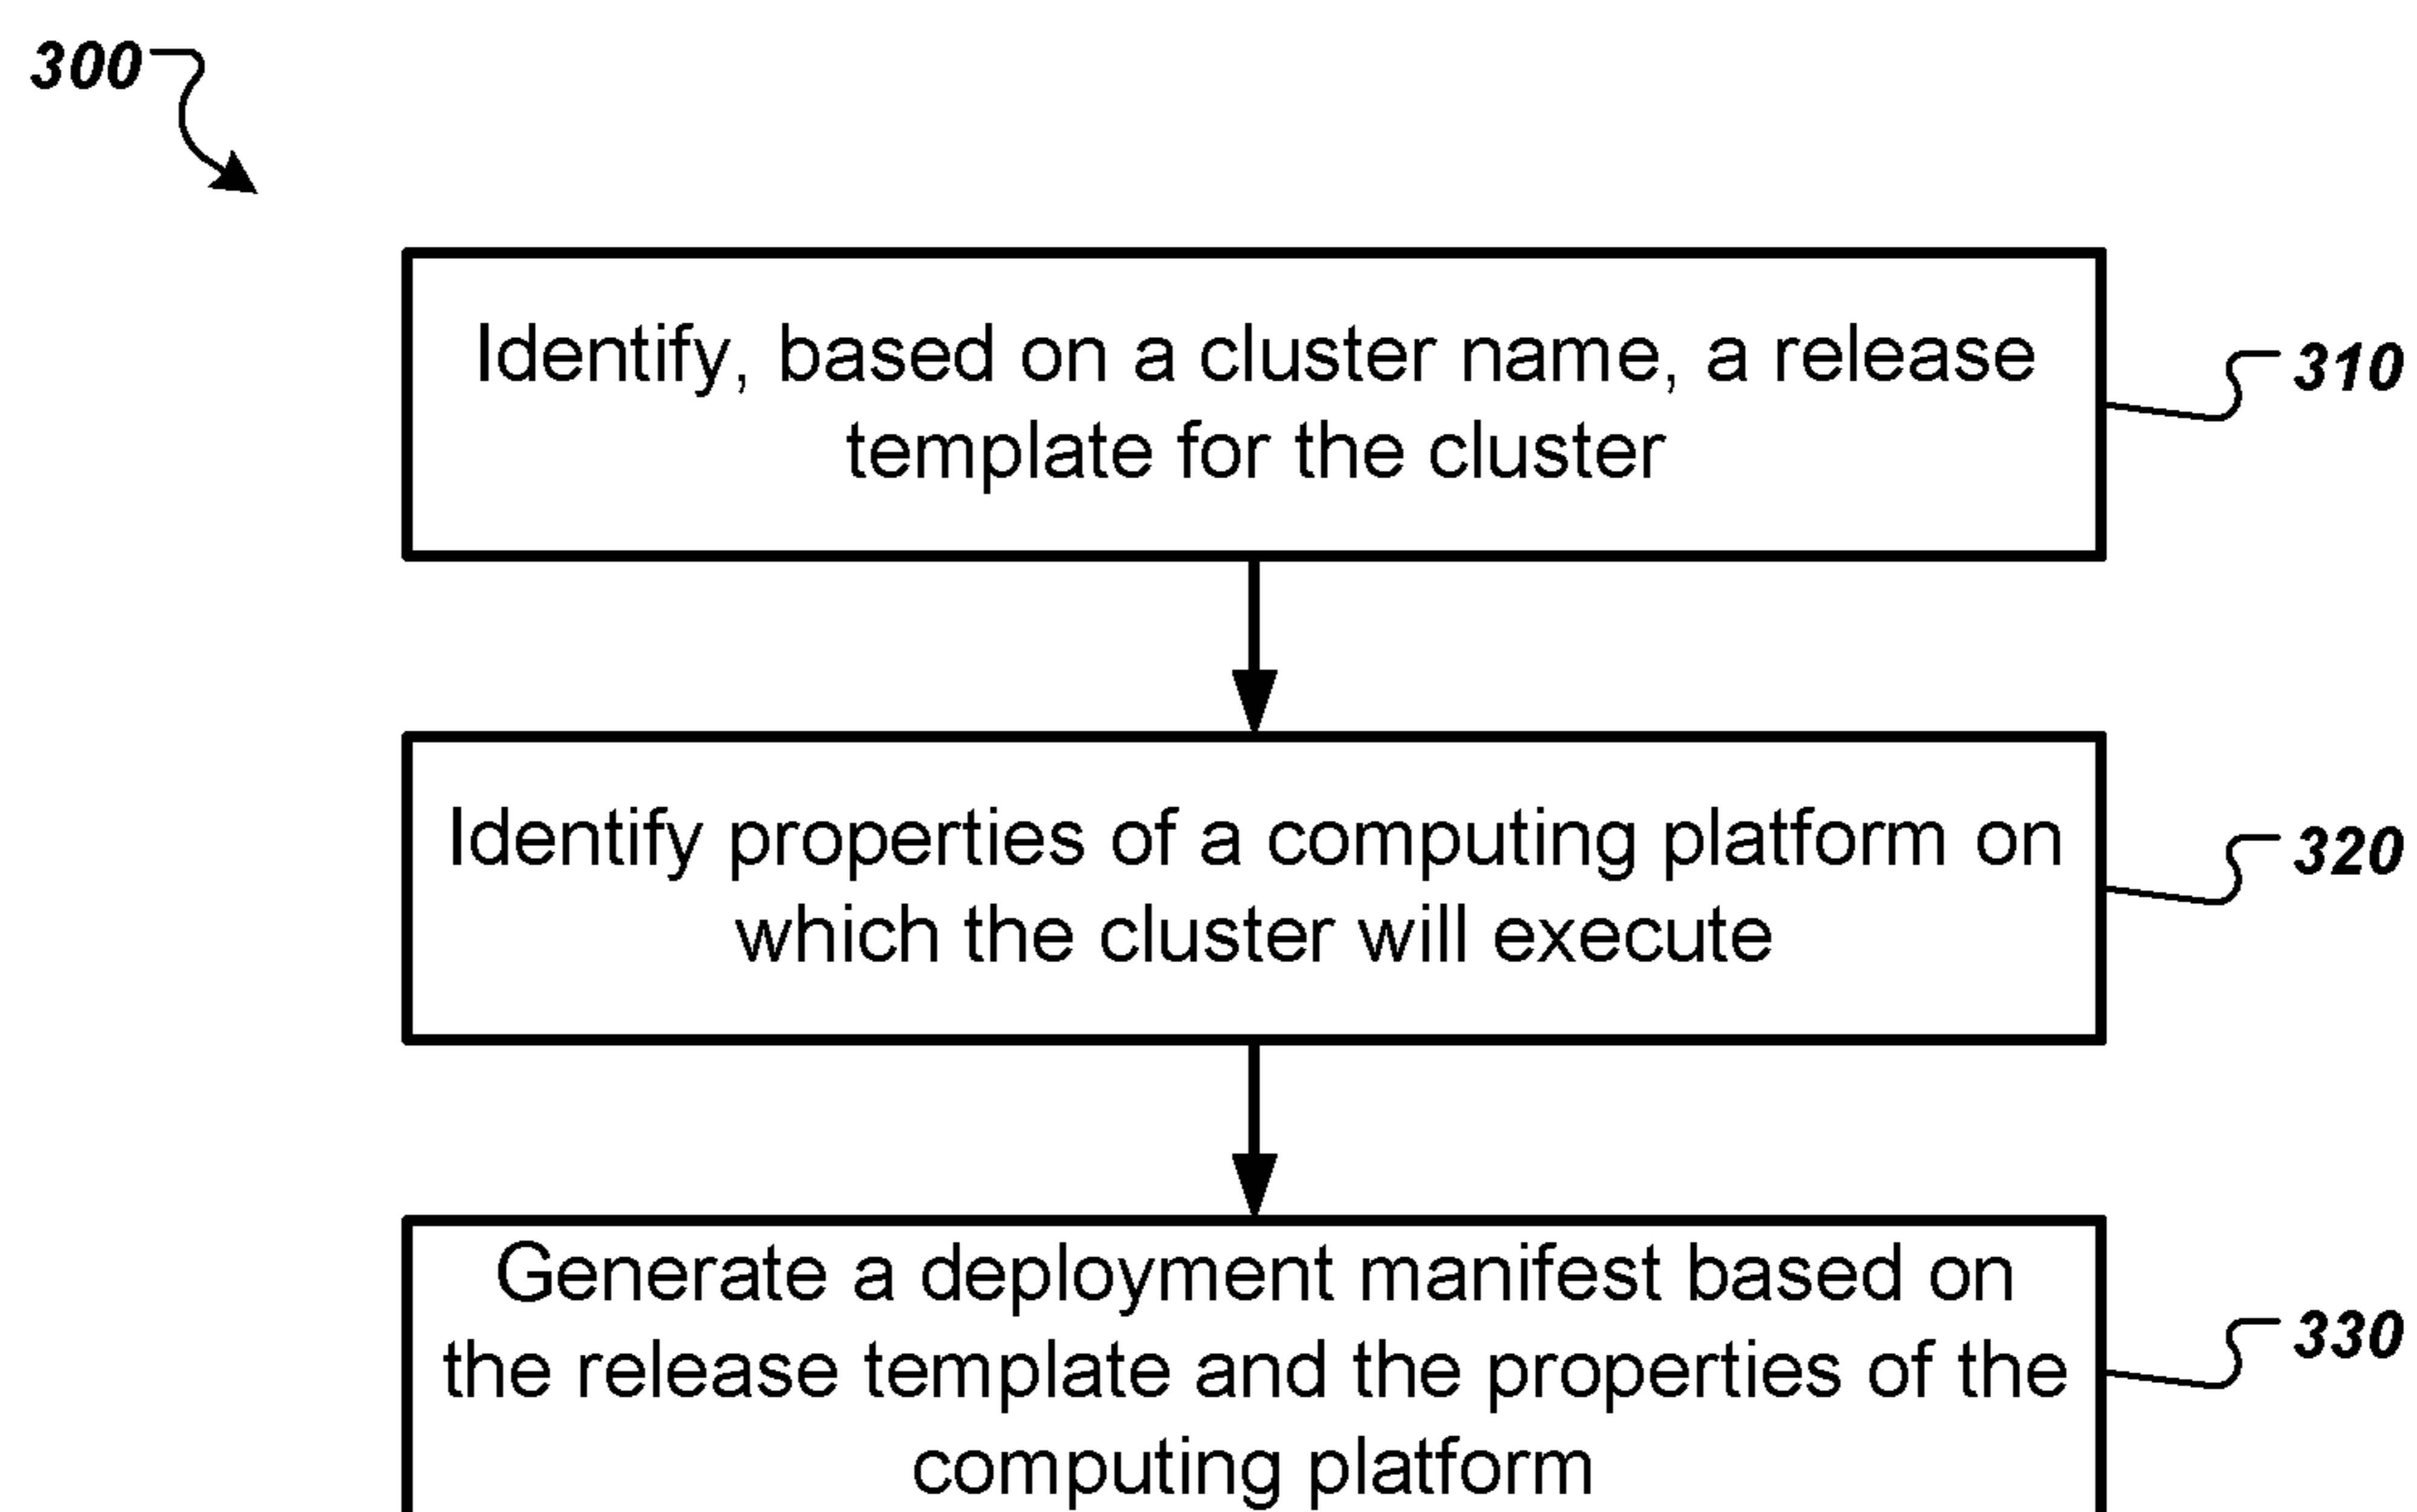 300
Identify, based on a cluster name, a release
template for the cluster
310
Identify properties of a computing platform on
which the cluster will execute
320
Generate a deployment manifest based on
the release template and the properties of the
computing platform
330